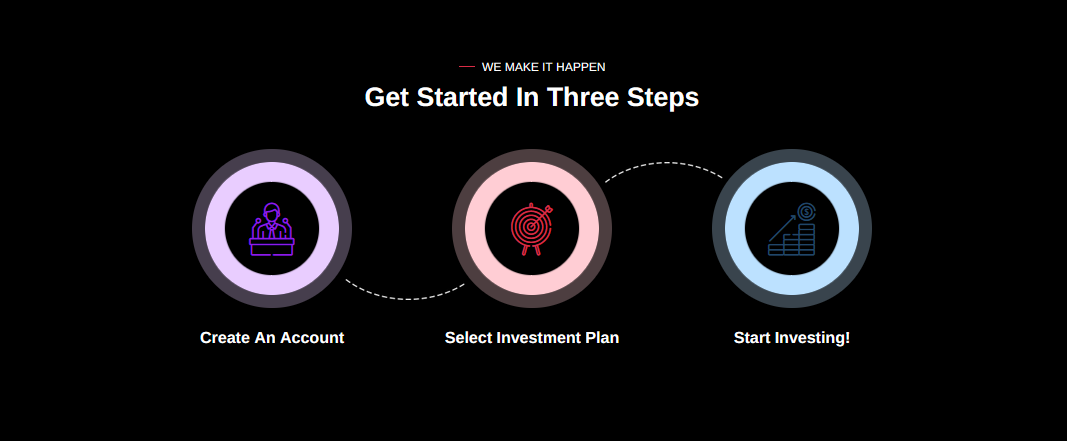 WE MAKE IT HAPPEN
Get Started In Three Steps
$
Create An Account
Select Investment Plan
Start Investing!